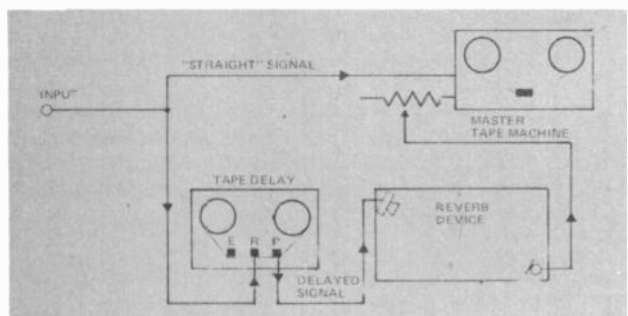 "STRAIGHT" SIGNAL
INPUT
MASTER
TAPE MACHINE
TAPE DELAY
E R P
REVERB
DEVICE
DELAYED
SIGNAL